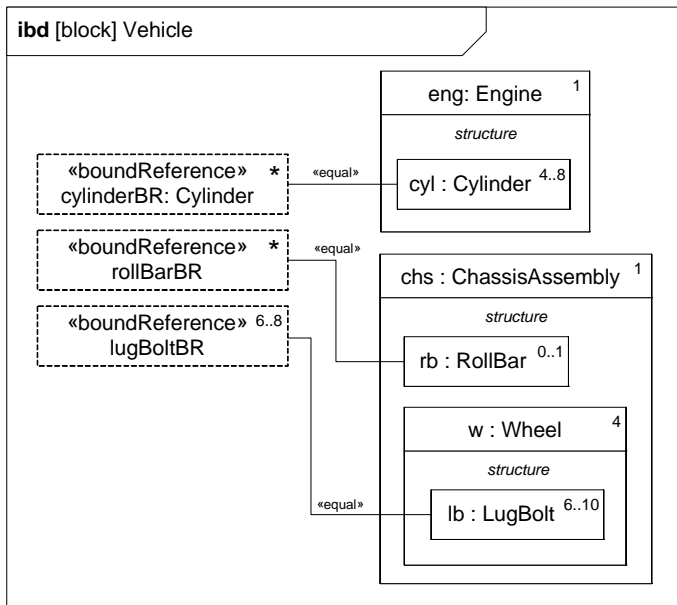 ibd [block] Vehicle
eng: Engine 1
structure
cyl : Cylinder 4..8
«boundReference» *
cylinderBR: Cylinder
«equal»
«boundReference» *
rollBarBR
«equal»
chs : ChassisAssembly 1
structure
rb : RollBar 0..1
«boundReference» 6..8
lugBoltBR
w : Wheel 4
structure
lb : LugBolt 6..10
«equal»